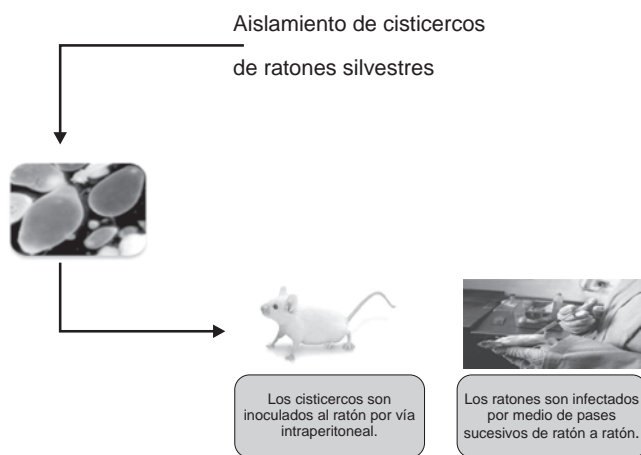 Aislamiento de cisticercos
de ratones silvestres
Los cisticercos son
inoculados al ratón por vía
intraperitoneal.
Los ratones son infectados
por medio de pases
sucesivos de ratón a ratón.